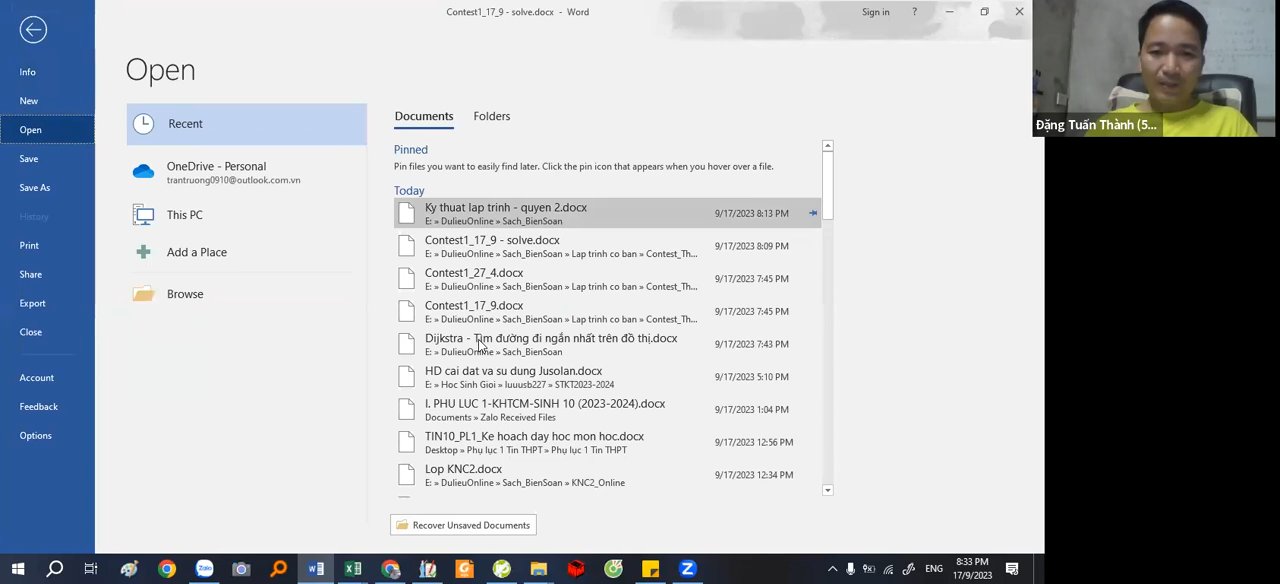 Contest1_17_9 - solve.docx - Word
Sign in
?
Open
Info
New
Open
Save
Save As
History
Print
Share
Export
Close
Account
Feedback
Options
Recent
OneDrive - Personal
trantruong0910@outlook.com.vn
This PC
Add a Place
Browse
Documents Folders
Pinned
Pin files you want to easily find later. Click the pin icon that appears when you hover over a file.
Today
Ky thuat lap trinh - quyen 2.docx
E: » DulieuOnline » Sach_BienSoan
9/17/2023 8:13 PM
Contest1_17_9 - solve.docx
E: » DulieuOnline » Sach_BienSoan » Lap trinh co ban » Contest_Th...
9/17/2023 8:09 PM
Contest1_27_4.docx
E: » DulieuOnline » Sach_BienSoan » Lap trinh co ban » Contest_Th...
9/17/2023 7:45 PM
Contest1_17_9.docx
E: » DulieuOnline » Sach_BienSoan » Lap trinh co ban » Contest_Th...
9/17/2023 7:45 PM
Dijkstra - Tìm đường đi ngắn nhất trên đồ thị.docx
E: » DulieuOnline » Sach_BienSoan
9/17/2023 7:43 PM
HD cai dat va su dung Jusolan.docx
E: » Hoc Sinh Gioi » luuusb227 » STKT2023-2024
9/17/2023 5:10 PM
I. PHU LUC 1-KHTCM-SINH 10 (2023-2024).docx
Documents » Zalo Received Files
9/17/2023 1:04 PM
TIN10_PL1_Ke hoach day hoc mon hoc.docx
Desktop » Phụ lục 1 Tin THPT » Phụ lục 1 Tin THPT
9/17/2023 12:56 PM
Lop KNC2.docx
E: » DulieuOnline » Sach_BienSoan » KNC2_Online
9/17/2023 12:34 PM
Recover Unsaved Documents
Đặng Tuấn Thành (5...
Zalo
ENG
8:33 PM
17/9/2023